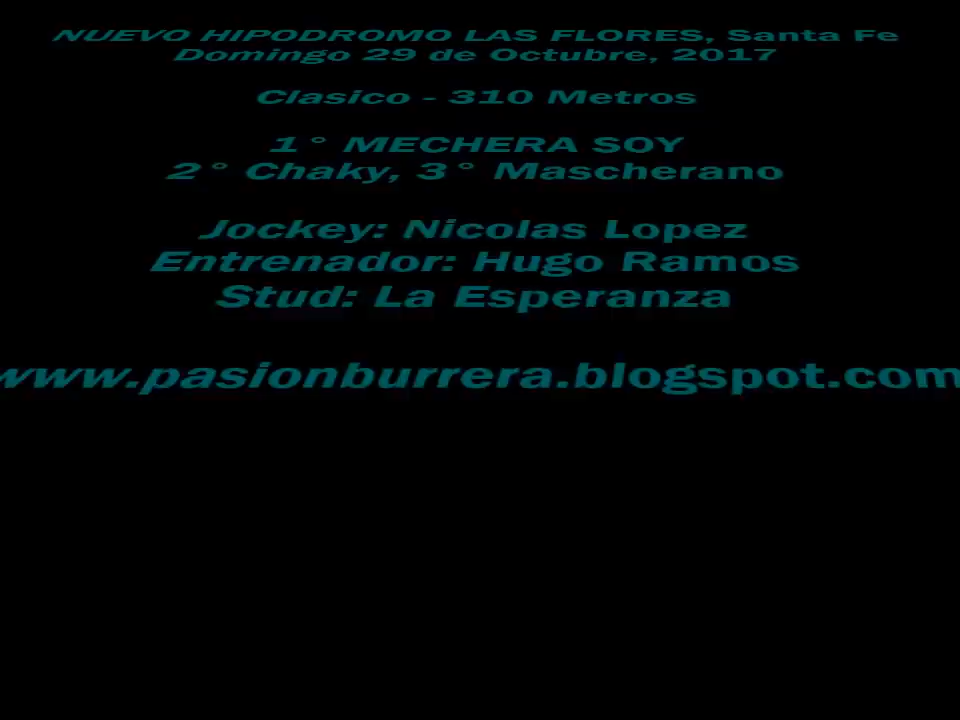 NUEVO HIPODROMO LAS FLORES, Santa Fe
Domingo 29 de Octubre, 2017
Clasico - 310 Metros
1° MECHERA SOY
2° Chaky, 3° Mascherano
Jockey: Nicolas Lopez
Entrenador: Hugo Ramos
Stud: La Esperanza
www.pasionburrera.blogspot.com